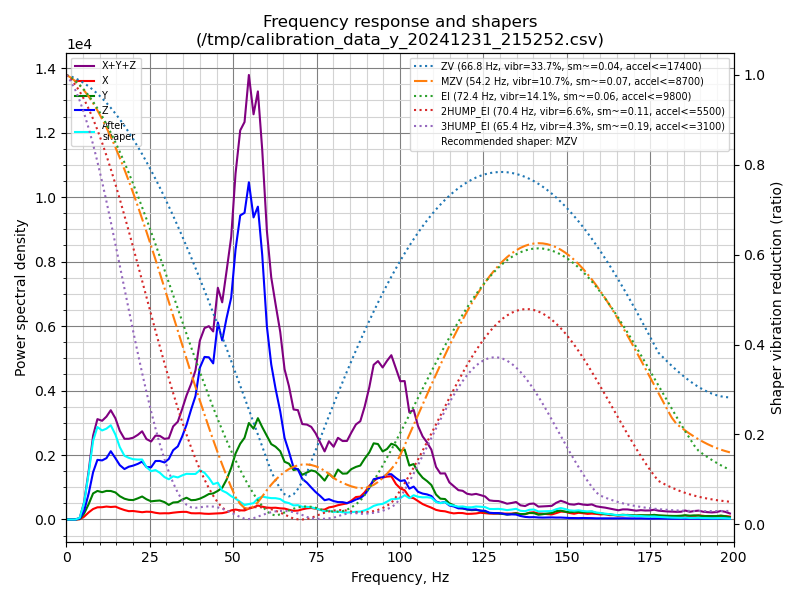 Frequency response and shapers
(/tmp/calibration_data_y_20241231_215252.csv)
1e4
X+Y+Z
X
Y
Z
After
shaper
ZV (66.8 Hz, vibr=33.7%, sm~=0.04, accel<=17400)
MZV (54.2 Hz, vibr=10.7%, sm~=0.07, accel<=8700)
EI (72.4 Hz, vibr=14.1%, sm~=0.06, accel<=9800)
2HUMP_EI (70.4 Hz, vibr=6.6%, sm~=0.11, accel<=5500)
3HUMP_EI (65.4 Hz, vibr=4.3%, sm~=0.19, accel<=3100)
Recommended shaper: MZV
1.4
1.2
1.0
0.8
0.6
0.4
0.2
0.0
Power spectral density
1.0
0.8
0.6
0.4
0.2
0.0
Shaper vibration reduction (ratio)
0 25 50 75 100 125 150 175 200
Frequency, Hz